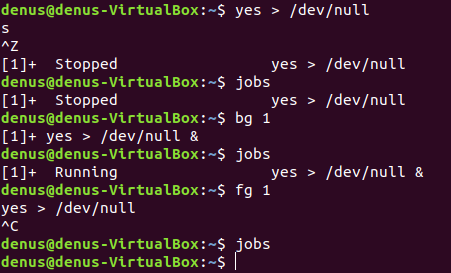 denus@denus-VirtualBox:~$ yes > /dev/null
s
^Z
[1]+  Stopped                 yes > /dev/null
denus@denus-VirtualBox:~$ jobs
[1]+  Stopped                 yes > /dev/null
denus@denus-VirtualBox:~$ bg 1
[1]+ yes > /dev/null &
denus@denus-VirtualBox:~$ jobs
[1]+  Running                 yes > /dev/null &
denus@denus-VirtualBox:~$ fg 1
yes > /dev/null
^C
denus@denus-VirtualBox:~$ jobs
denus@denus-VirtualBox:~$